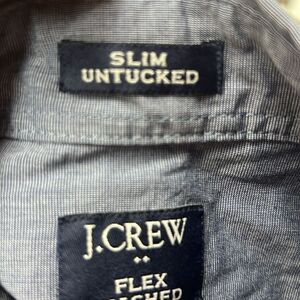 SLIM
UNTUCKED
J.CREW
FLEX